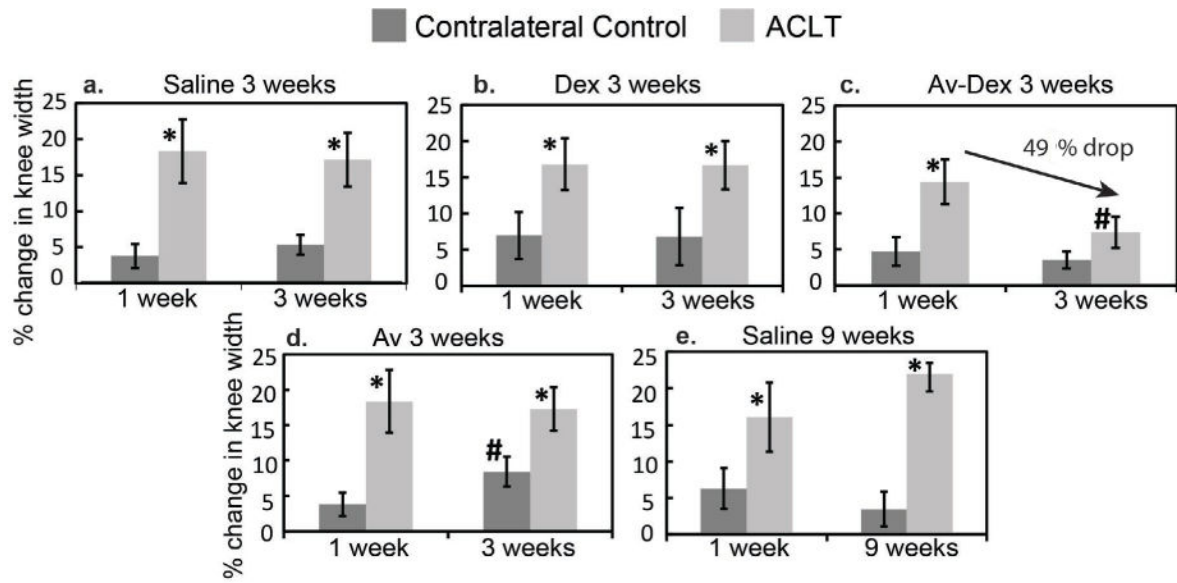 Contralateral Control ACLT
a. Saline 3 weeks
% change in knee width
25
20
15
10
5
0
*
*
1 week 3 weeks
b. Dex 3 weeks
25
20
15
10
5
0
*
*
1 week 3 weeks
c. Av-Dex 3 weeks
25
20
15
10
5
0
49 % drop
*
#
1 week 3 weeks
d. Av 3 weeks
% change in knee width
25
20
15
10
5
0
*
#
*
1 week 3 weeks
e. Saline 9 weeks
25
20
15
10
5
0
*
*
1 week 9 weeks